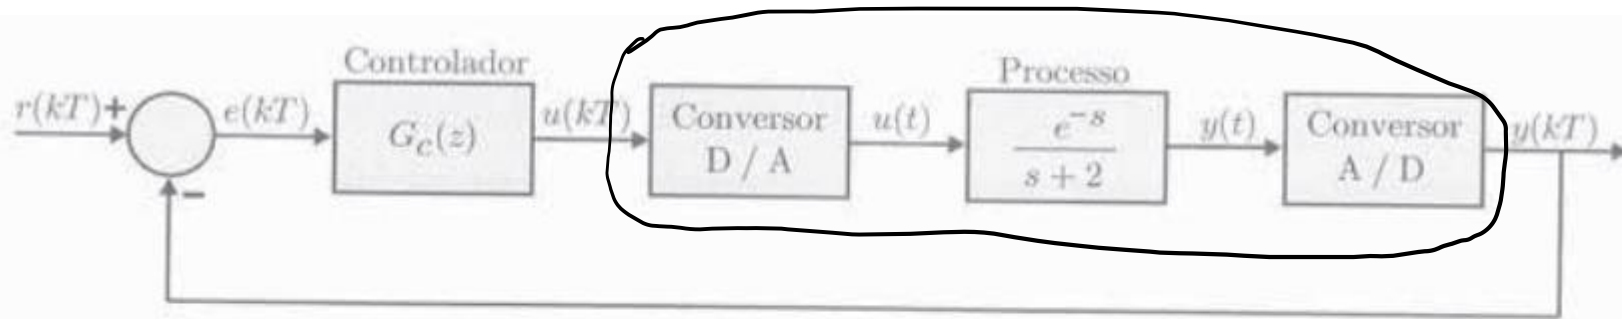 Controlador
Processo
r(kT) +
e(kT)
G_c(z)
u(kT)
Conversor
D / A
u(t)
e^{-s}
s + 2
y(t)
Conversor
A / D
y(kT)
−